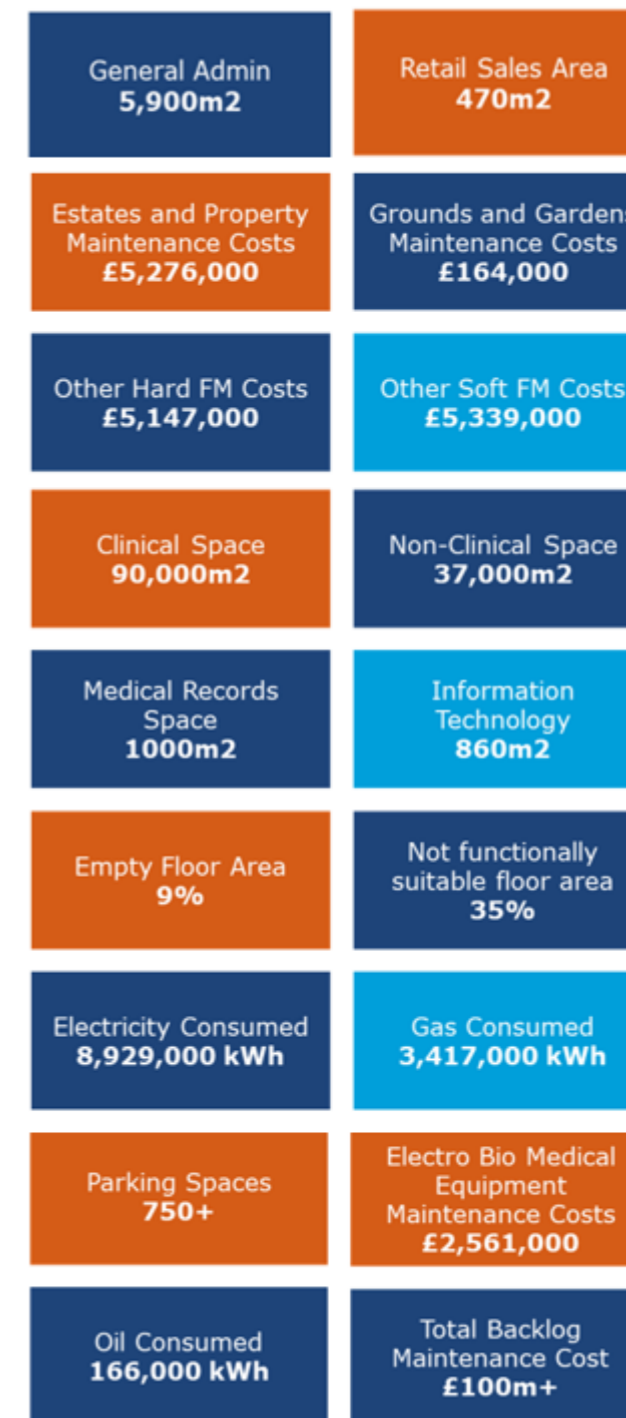 General Admin
5,900m2
Retail Sales Area
470m2
Estates and Property
Maintenance Costs
£5,276,000
Grounds and Gardens
Maintenance Costs
£164,000
Other Hard FM Costs
£5,147,000
Other Soft FM Costs
£5,339,000
Clinical Space
90,000m2
Non-Clinical Space
37,000m2
Medical Records
Space
1000m2
Information
Technology
860m2
Empty Floor Area
9%
Not functionally
suitable floor area
35%
Electricity Consumed
8,929,000 kWh
Gas Consumed
3,417,000 kWh
Parking Spaces
750+
Electro Bio Medical
Equipment
Maintenance Costs
£2,561,000
Oil Consumed
166,000 kWh
Total Backlog
Maintenance Cost
£100m+